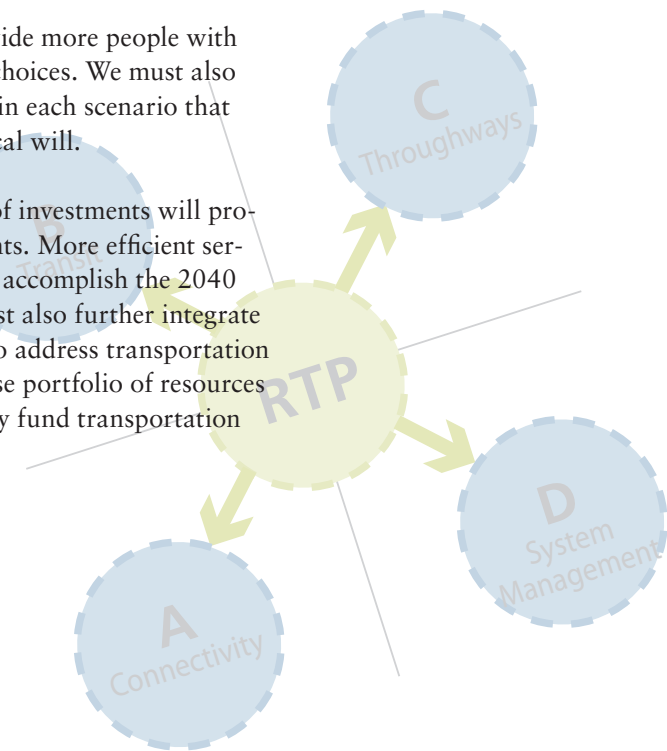 ide more people with
choices. We must also
in each scenario that
cal will.
of investments will pro-
nts. More efficient ser-
accomplish the 2040
st also further integrate
o address transportation
se portfolio of resources
y fund transportation
B
Transit
C
Throughways
RTP
D
System
Management
A
Connectivity